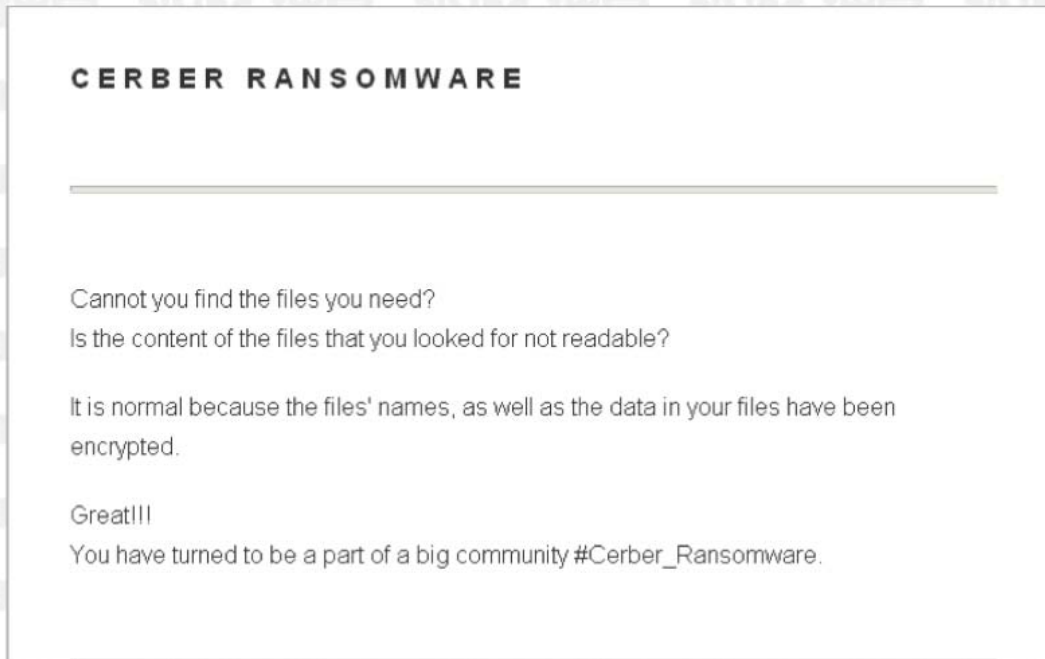 CERBER RANSOMWARE
Cannot you find the files you need?
Is the content of the files that you looked for not readable?
It is normal because the files' names, as well as the data in your files have been
encrypted.
Great!!!
You have turned to be a part of a big community #Cerber_Ransomware.